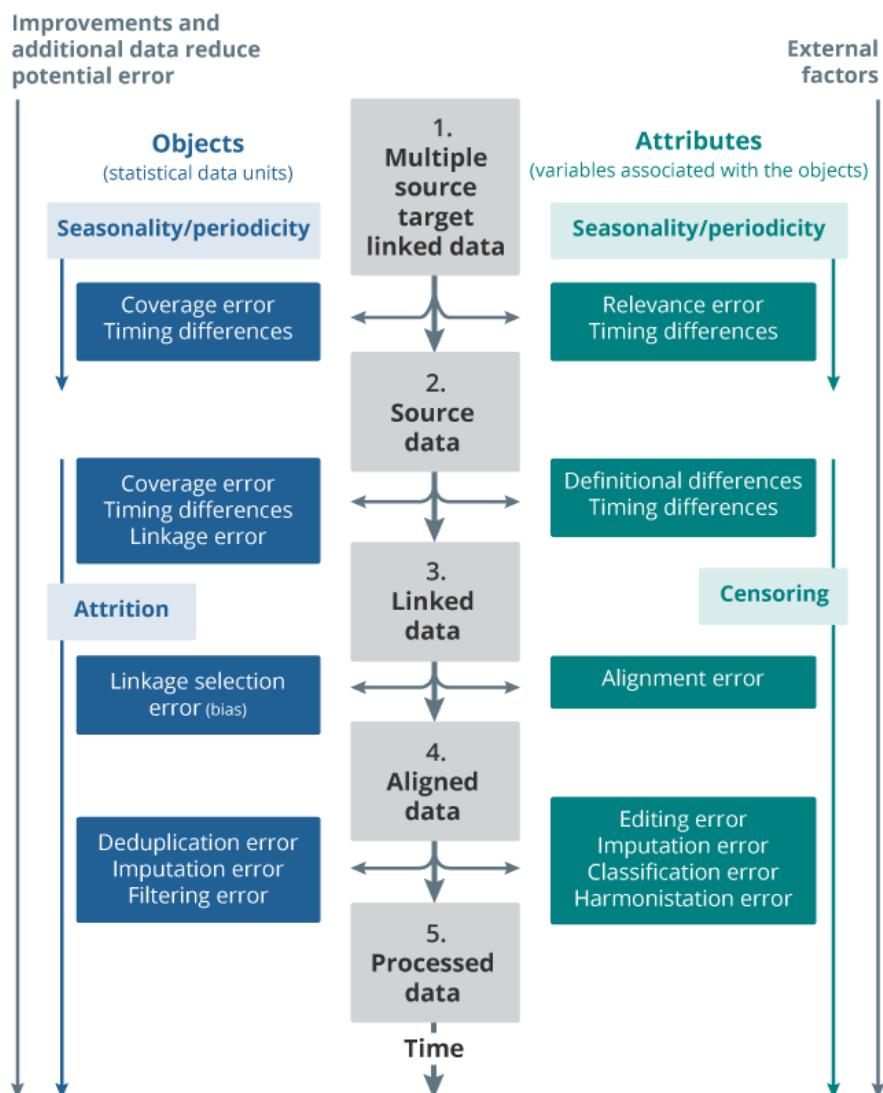 Improvements and
additional data reduce
potential error
External
factors
Objects
(statistical data units)
Seasonality/periodicity
1.
Multiple
source
target
linked data
Attributes
(variables associated with the objects)
Seasonality/periodicity
Coverage error
Timing differences
Relevance error
Timing differences
2.
Source
data
Coverage error
Timing differences
Linkage error
Definitional differences
Timing differences
3.
Linked
data
Attrition
Censoring
Linkage selection
error (bias)
Alignment error
4.
Aligned
data
Deduplication error
Imputation error
Filtering error
Editing error
Imputation error
Classification error
Harmonistation error
5.
Processed
data
Time